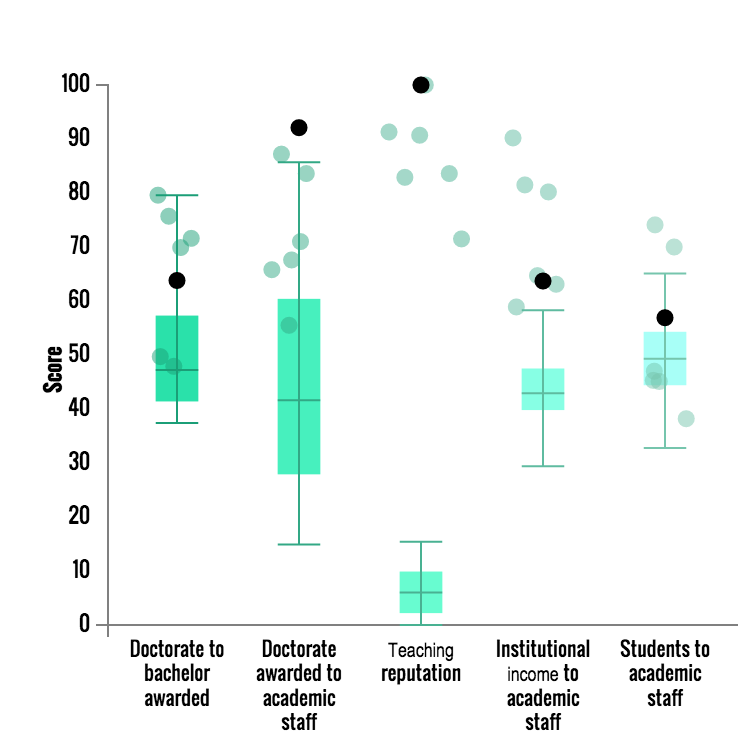 100
90
80
70
60
50
40
30
20
10
0
Score
Doctorate to
bachelor
awarded
Doctorate
awarded to
academic
staff
Teaching
reputation
Institutional
income to
academic
staff
Students to
academic
staff